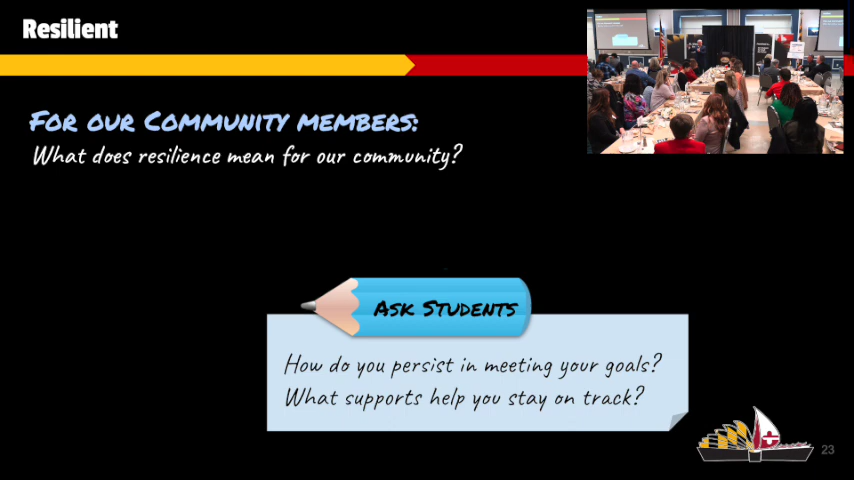 Resilient
For our Community members:
What does resilience mean for our community?
Ask Students
How do you persist in meeting your goals?
What supports help you stay on track?
23